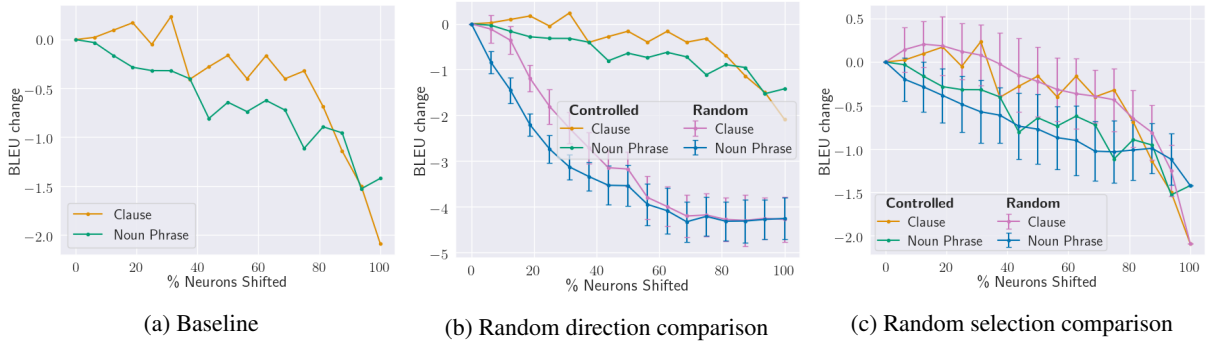 0.0
−0.5
−1.0
−1.5
−2.0
BLEU change
0
20
40
60
80
100
% Neurons Shifted
Clause
Noun Phrase
(a) Baseline
0
−1
−2
−3
−4
−5
BLEU change
0
20
40
60
80
100
% Neurons Shifted
Controlled Random
Clause Clause
Noun Phrase Noun Phrase
(b) Random direction comparison
0.5
0.0
−0.5
−1.0
−1.5
−2.0
BLEU change
0
20
40
60
80
100
% Neurons Shifted
Controlled Random
Clause Clause
Noun Phrase Noun Phrase
(c) Random selection comparison